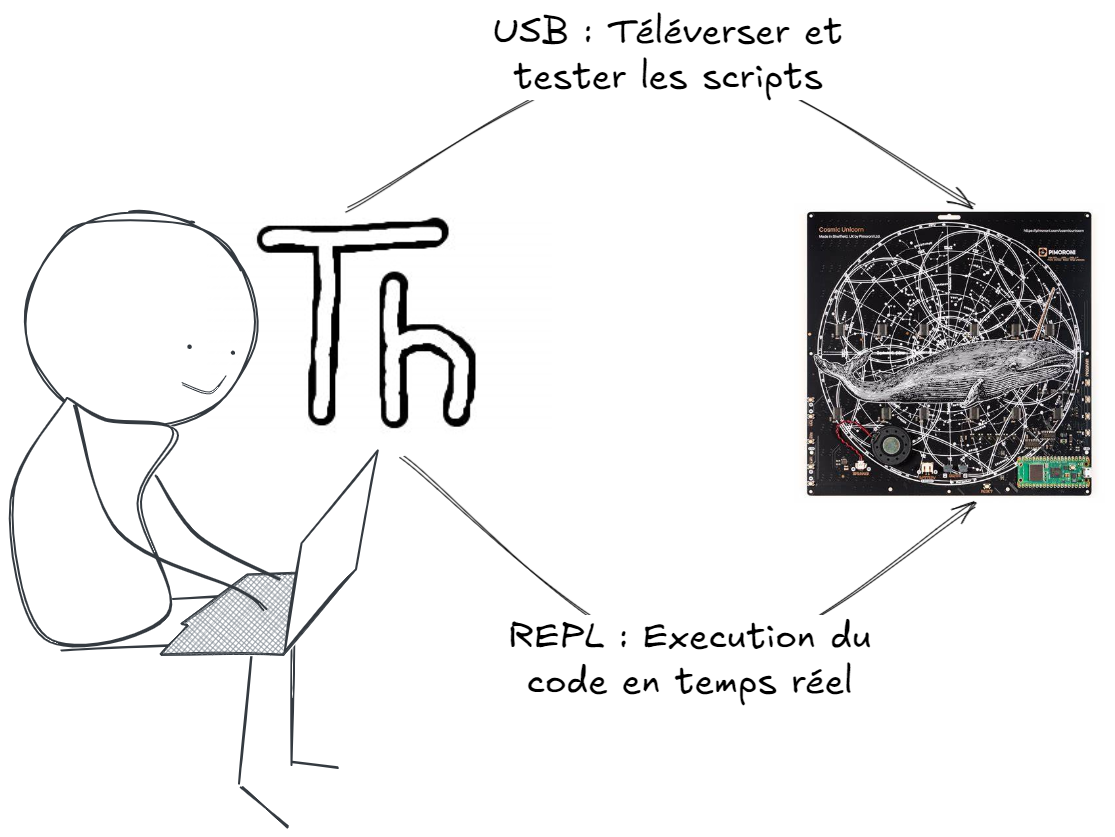 USB : Téléverser et
tester les scripts
Th
Cosmic Unicorn
Made in Sheffield, UK by Pimoroni Ltd.
PIMORONI
REPL : Execution du
code en temps réel